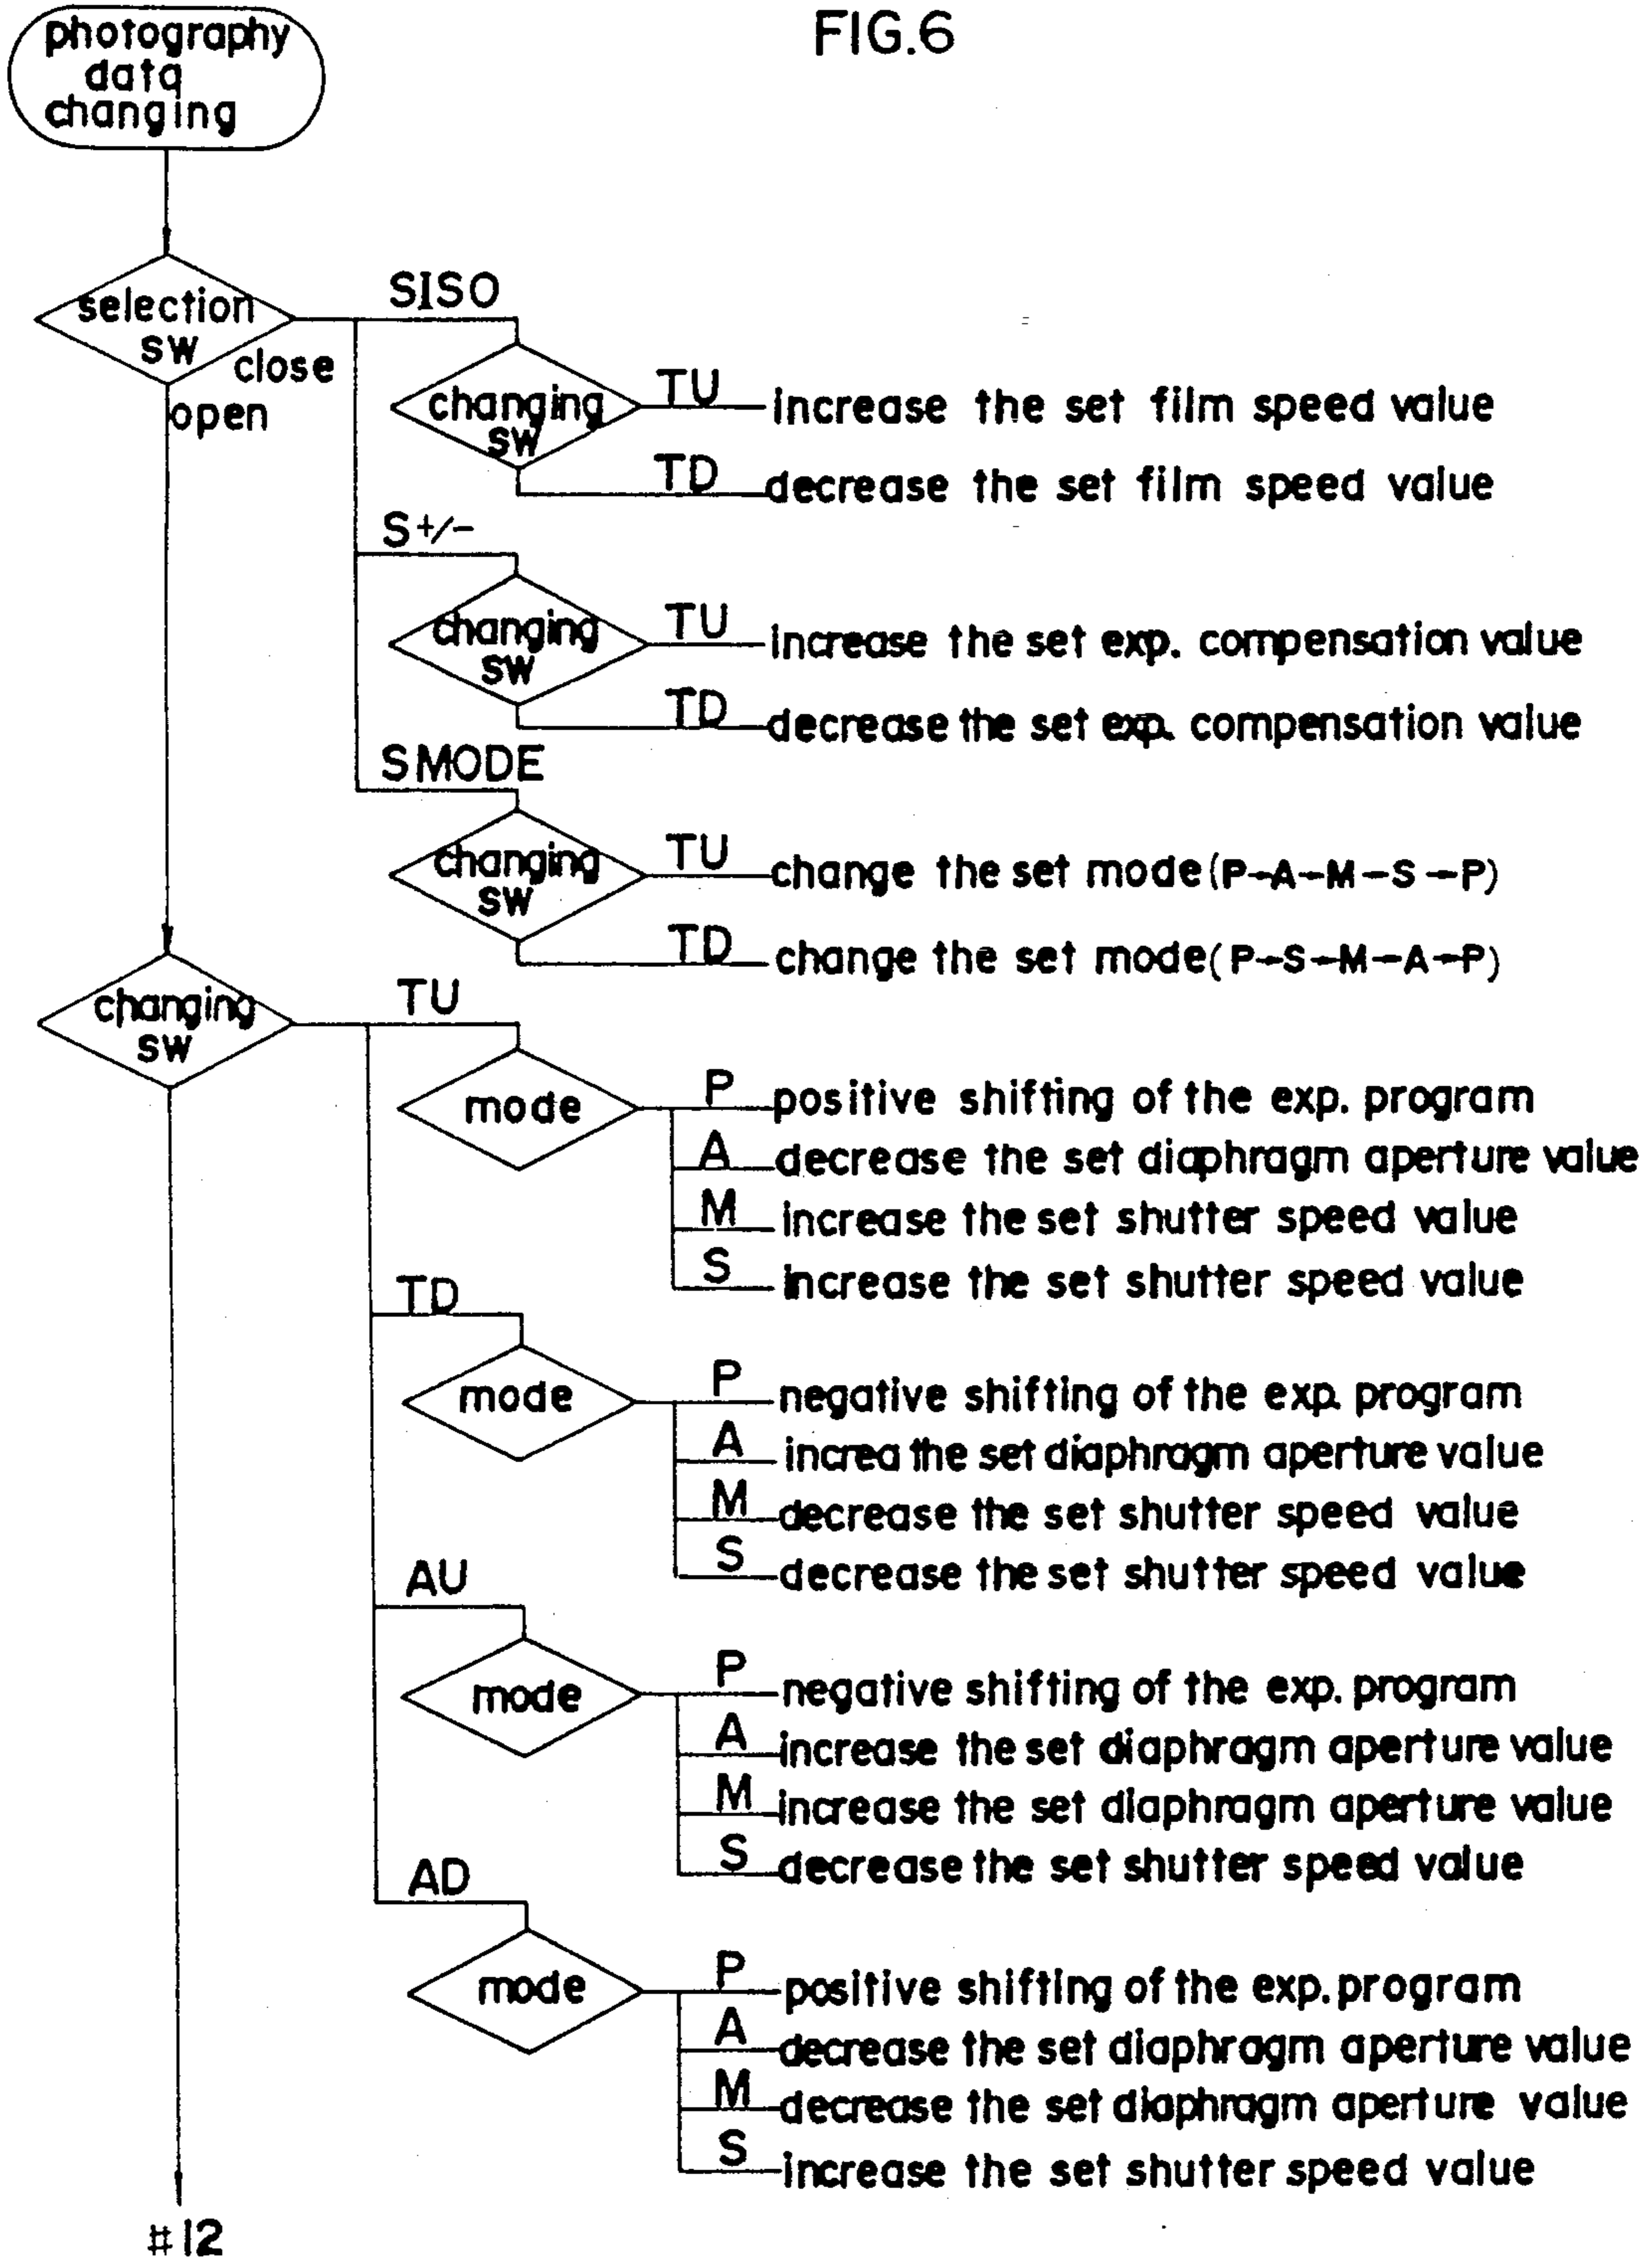 FIG.6
photography
data
changing
selection
SW
close
open
SISO
changing
SW
TU
increase the set film speed value
TD
decrease the set film speed value
S+/-
changing
SW
TU
increase the set exp. compensation value
TD
decrease the set exp. compensation value
SMODE
changing
SW
TU
change the set mode(P→A→M→S→P)
TD
change the set mode(P→S→M→A→P)
changing
SW
TU
mode
P
positive shifting of the exp. program
A
decrease the set diaphragm aperture value
M
increase the set shutter speed value
S
increase the set shutter speed value
TD
mode
P
negative shifting of the exp. program
A
increa the set diaphragm aperture value
M
decrease the set shutter speed value
S
decrease the set shutter speed value
AU
mode
P
negative shifting of the exp. program
A
increase the set diaphragm aperture value
M
increase the set diaphragm aperture value
S
decrease the set shutter speed value
AD
mode
P
positive shifting of the exp. program
A
decrease the set diaphragm aperture value
M
decrease the set diaphragm aperture value
S
increase the set shutter speed value
#12